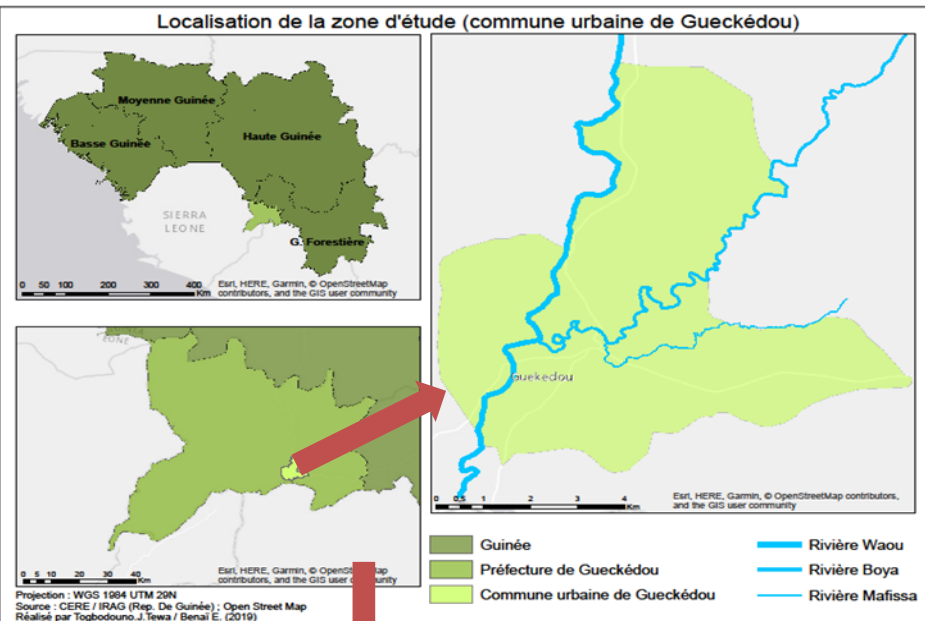 Localisation de la zone d'étude (commune urbaine de Gueckédou)
Moyenne Guinée
Basse Guinée
Haute Guinée
SIERRA
LEONE
G. Forestière
0 50 100 200 300 400
Km
Esri, HERE, Garmin, © OpenStreetMap
contributors, and the GIS user community
LEONE
0 5 10 20 30 40
Km
Esri, HERE, Garmin, © OpenStreetMap
contributors, and the GIS user community
Guekedou
0 0,5 1 2 3 4
Km
Esri, HERE, Garmin, © OpenStreetMap contributors,
and the GIS user community
Guinée
Préfecture de Gueckédou
Commune urbaine de Gueckédou
Rivière Waou
Rivière Boya
Rivière Mafissa
Projection : WGS 1984 UTM 29N
Source : CERE / IRAG (Rep. De Guinée) ; Open Street Map
Réalisé par Togbodouno.J.Tewa / Benaï E. (2019)